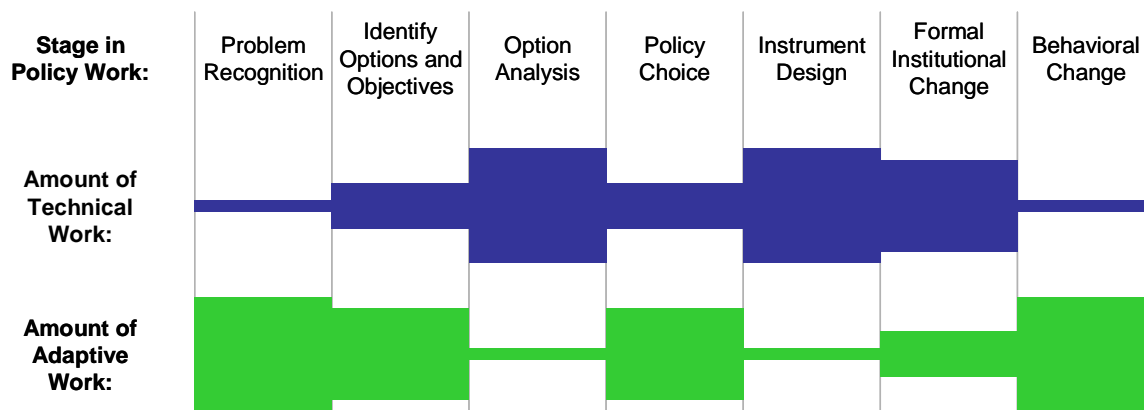 Stage in
Policy Work:
Problem
Recognition
Identify
Options and
Objectives
Option
Analysis
Policy
Choice
Instrument
Design
Formal
Institutional
Change
Behavioral
Change
Amount of
Technical
Work:
Amount of
Adaptive
Work: